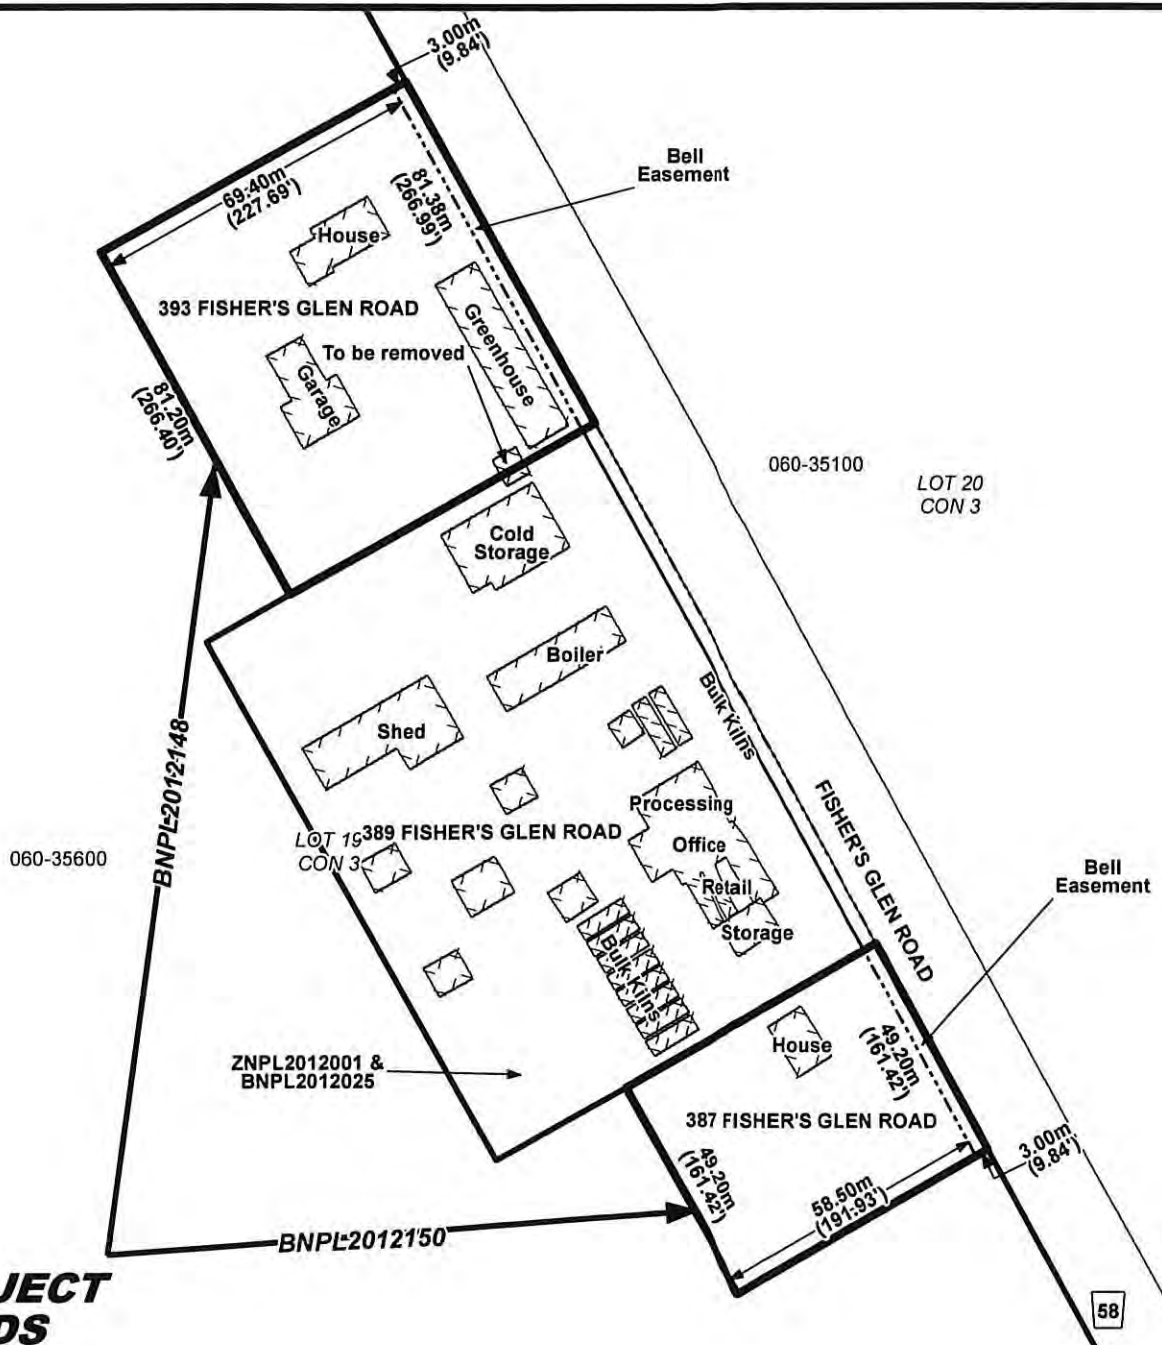 3.00m
(9.84')
Bell
Easement
69.40m
(227.69')
81.38m
(266.99')
House
393 FISHER'S GLEN ROAD
Greenhouse
To be removed
Garage
81.20m
(266.40')
060-35100
LOT 20
CON 3
Cold
Storage
Boiler
Shed
Bulk Kilns
BNPL2012148
Processing
FISHER'S GLEN ROAD
LOT 19
CON 3
389 FISHER'S GLEN ROAD
Office
060-35600
Retail
Bell
Easement
Storage
Bulk Kilns
House
49.20m
(161.42')
ZNPL2012001 &
BNPL2012025
387 FISHER'S GLEN ROAD
3.00m
(9.84')
49.20m
(161.42')
58.50m
(191.93')
BNPL2012150
JECT
DS
58